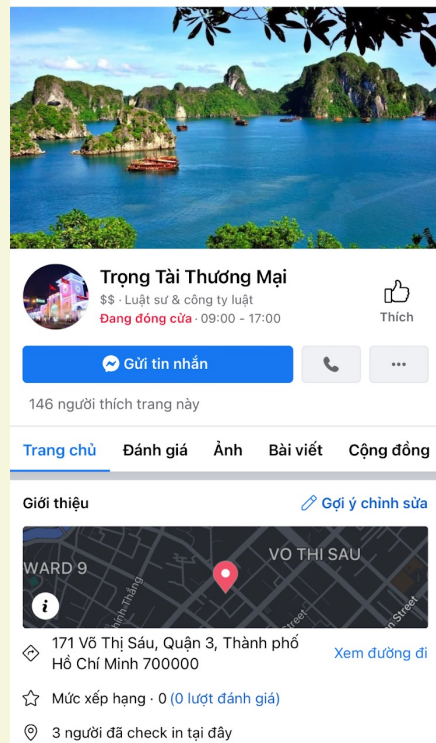 Trọng Tài Thương Mại
$$ · Luật sư & công ty luật
Đang đóng cửa · 09:00 - 17:00
Thích
Gửi tin nhắn
146 người thích trang này
Trang chủ Đánh giá Ảnh Bài viết Cộng đồng
Giới thiệu Gợi ý chỉnh sửa
VO THI SAU
WARD 9
Street
171 Võ Thị Sáu, Quận 3, Thành phố
Hồ Chí Minh 700000
Xem đường đi
Mức xếp hạng · 0 (0 lượt đánh giá)
3 người đã check in tại đây